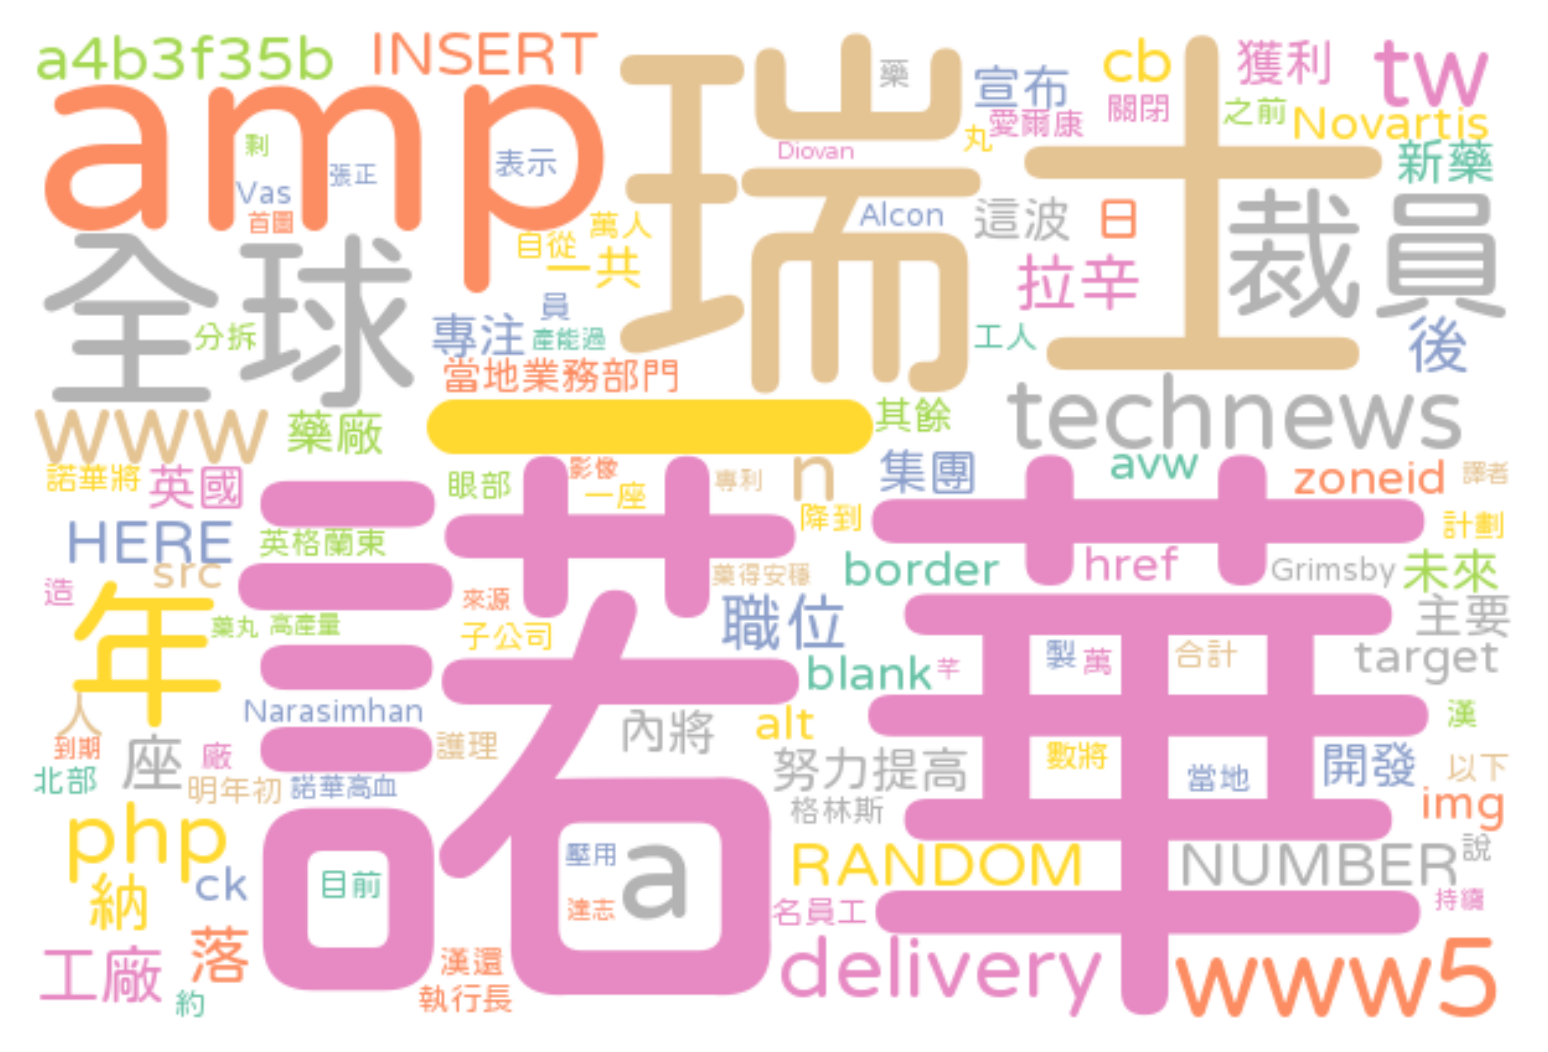 a4b3f35b
INSERT
藥
宣布
cb
獲利
tw
amp
瑞士
愛爾康
關閉
之前
Novartis
丸
剩
張正
表示
Diovan
新藥
Vas
首圖
自從
萬人
Alcon
這波
日
裁員
全球
一共
拉辛
員
分拆
專注
產能過
工人
後
當地業務部門
www
藥廠
一
其餘
technews
諾華將
英國
眼部
影像
一座
專利
n
集團
avw
zoneid
譯者
諾華
降到
計劃
HERE
英格蘭東
src
藥得安穩
border
href
Grimsby
未來
造
年
來源
職位
主要
藥丸
高產量
子公司
製
萬
合計
target
blank
芊
人
Narasimhan
內將
alt
漢
到期
座
廠
護理
數將
開發
以下
北部
明年初
諾華高血
努力提高
當地
img
格林斯
php
壓用
a
RANDOM
NUMBER
說
納
ck
目前
達志
名員工
持續
工廠
落
漢還
delivery
www5
約
執行長